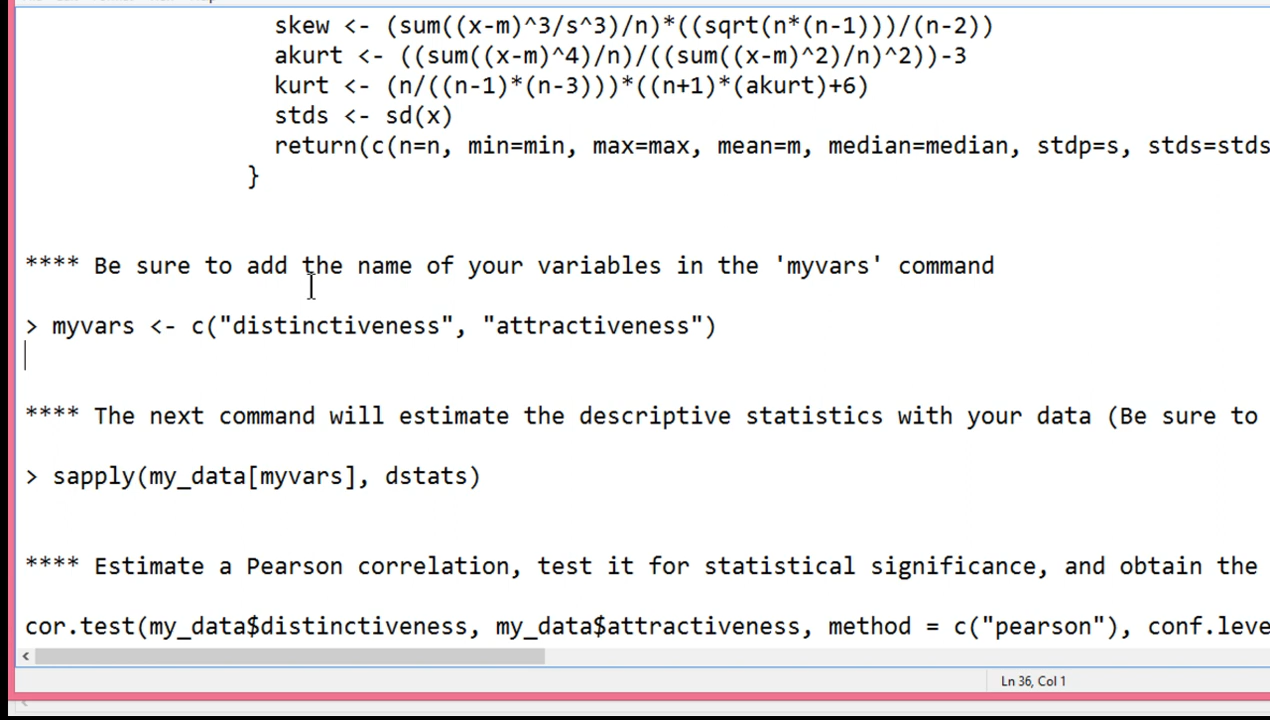 skew <- (sum((x-m)^3/s^3)/n)*((sqrt(n*(n-1)))/(n-2))
akurt <- ((sum((x-m)^4)/n)/((sum((x-m)^2)/n)^2))-3
kurt <- (n/((n-1)*(n-3)))*((n+1)*(akurt)+6)
stds <- sd(x)
return(c(n=n, min=min, max=max, mean=m, median=median, stdp=s, stds=stds
}
**** Be sure to add the name of your variables in the 'myvars' command
> myvars <- c("distinctiveness", "attractiveness")
**** The next command will estimate the descriptive statistics with your data (Be sure to
> sapply(my_data[myvars], dstats)
**** Estimate a Pearson correlation, test it for statistical significance, and obtain the
cor.test(my_data$distinctiveness, my_data$attractiveness, method = c("pearson"), conf.leve
Ln 36, Col 1